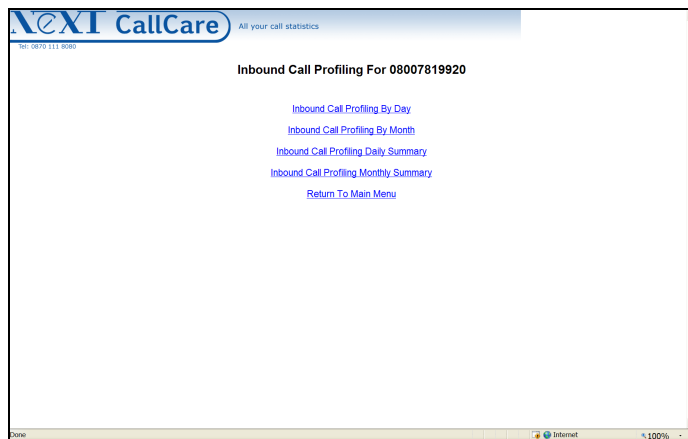 NeXT CallCare
All your call statistics
Tel: 0870 111 8080
Inbound Call Profiling For 08007819920
Inbound Call Profiling By Day
Inbound Call Profiling By Month
Inbound Call Profiling Daily Summary
Inbound Call Profiling Monthly Summary
Return To Main Menu
Done
Internet
100%